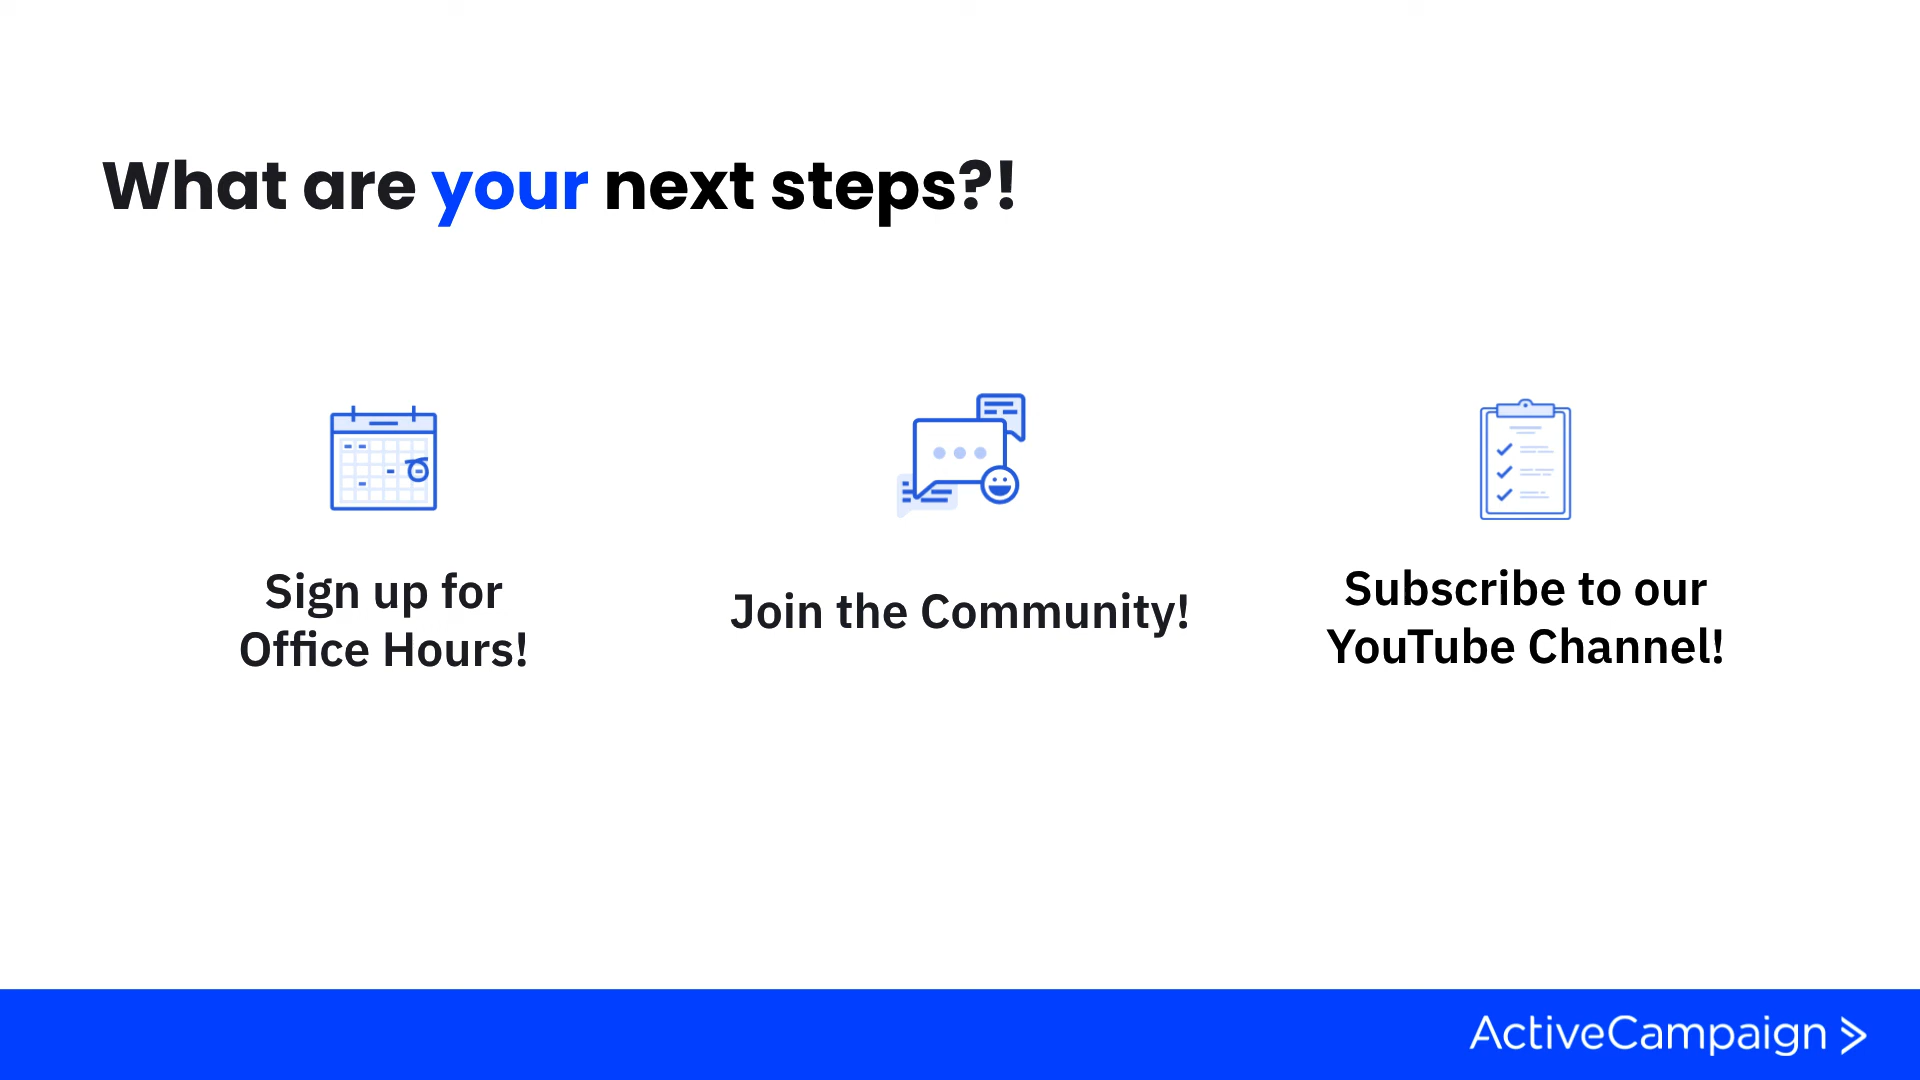 What are your next steps?!
Sign up for
Office Hours!
Join the Community!
Subscribe to our
YouTube Channel!
ActiveCampaign